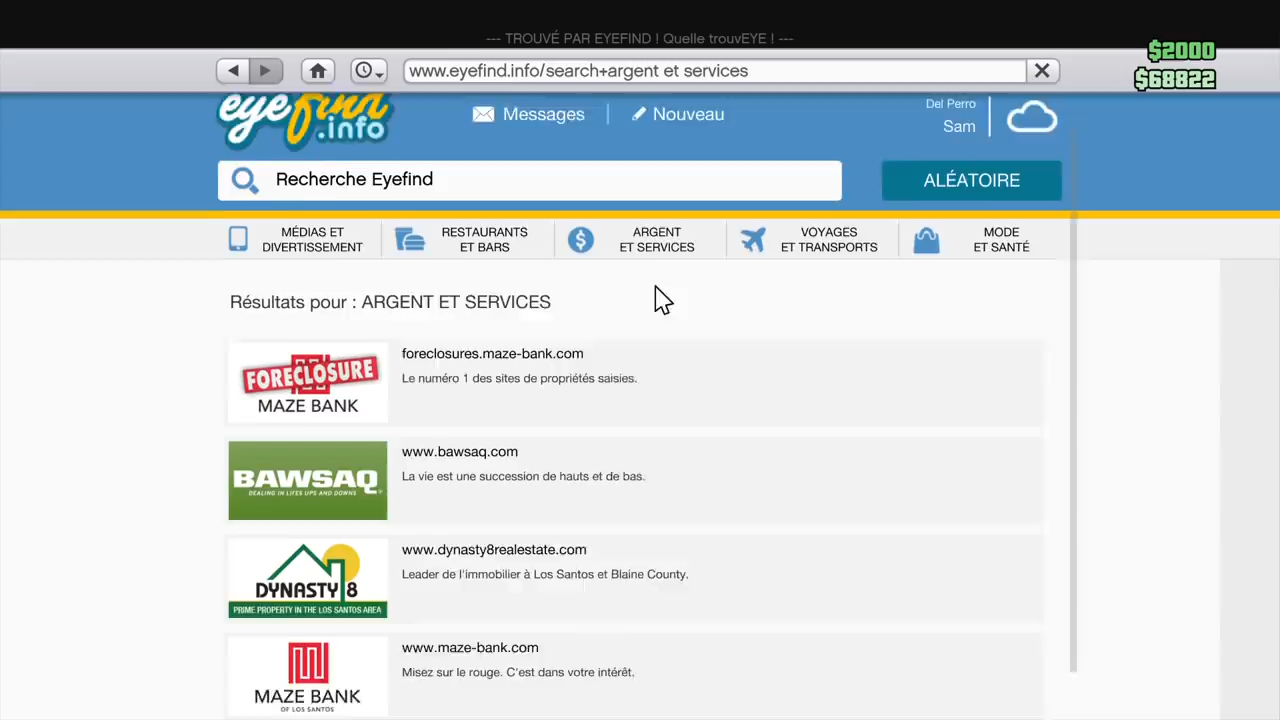 --- TROUVÉ PAR EYEFIND ! Quelle trouvEYE ! ---
$2000
www.eyefind.info/search+argent et services
$68822
eyefind
.info
Messages
Nouveau
Del Perro
Sam
Recherche Eyefind
ALÉATOIRE
MÉDIAS ET
DIVERTISSEMENT
RESTAURANTS
ET BARS
ARGENT
ET SERVICES
VOYAGES
ET TRANSPORTS
MODE
ET SANTÉ
Résultats pour : ARGENT ET SERVICES
FORECLOSURE
MAZE BANK
foreclosures.maze-bank.com
Le numéro 1 des sites de propriétés saisies.
BAWSAQ
DEALING IN LIFE'S UPS AND DOWNS
www.bawsaq.com
La vie est une succession de hauts et de bas.
DYNASTY 8
PRIME PROPERTY IN THE LOS SANTOS AREA
www.dynasty8realestate.com
Leader de l'immobilier à Los Santos et Blaine County.
MAZE BANK
OF LOS SANTOS
www.maze-bank.com
Misez sur le rouge. C'est dans votre intérêt.